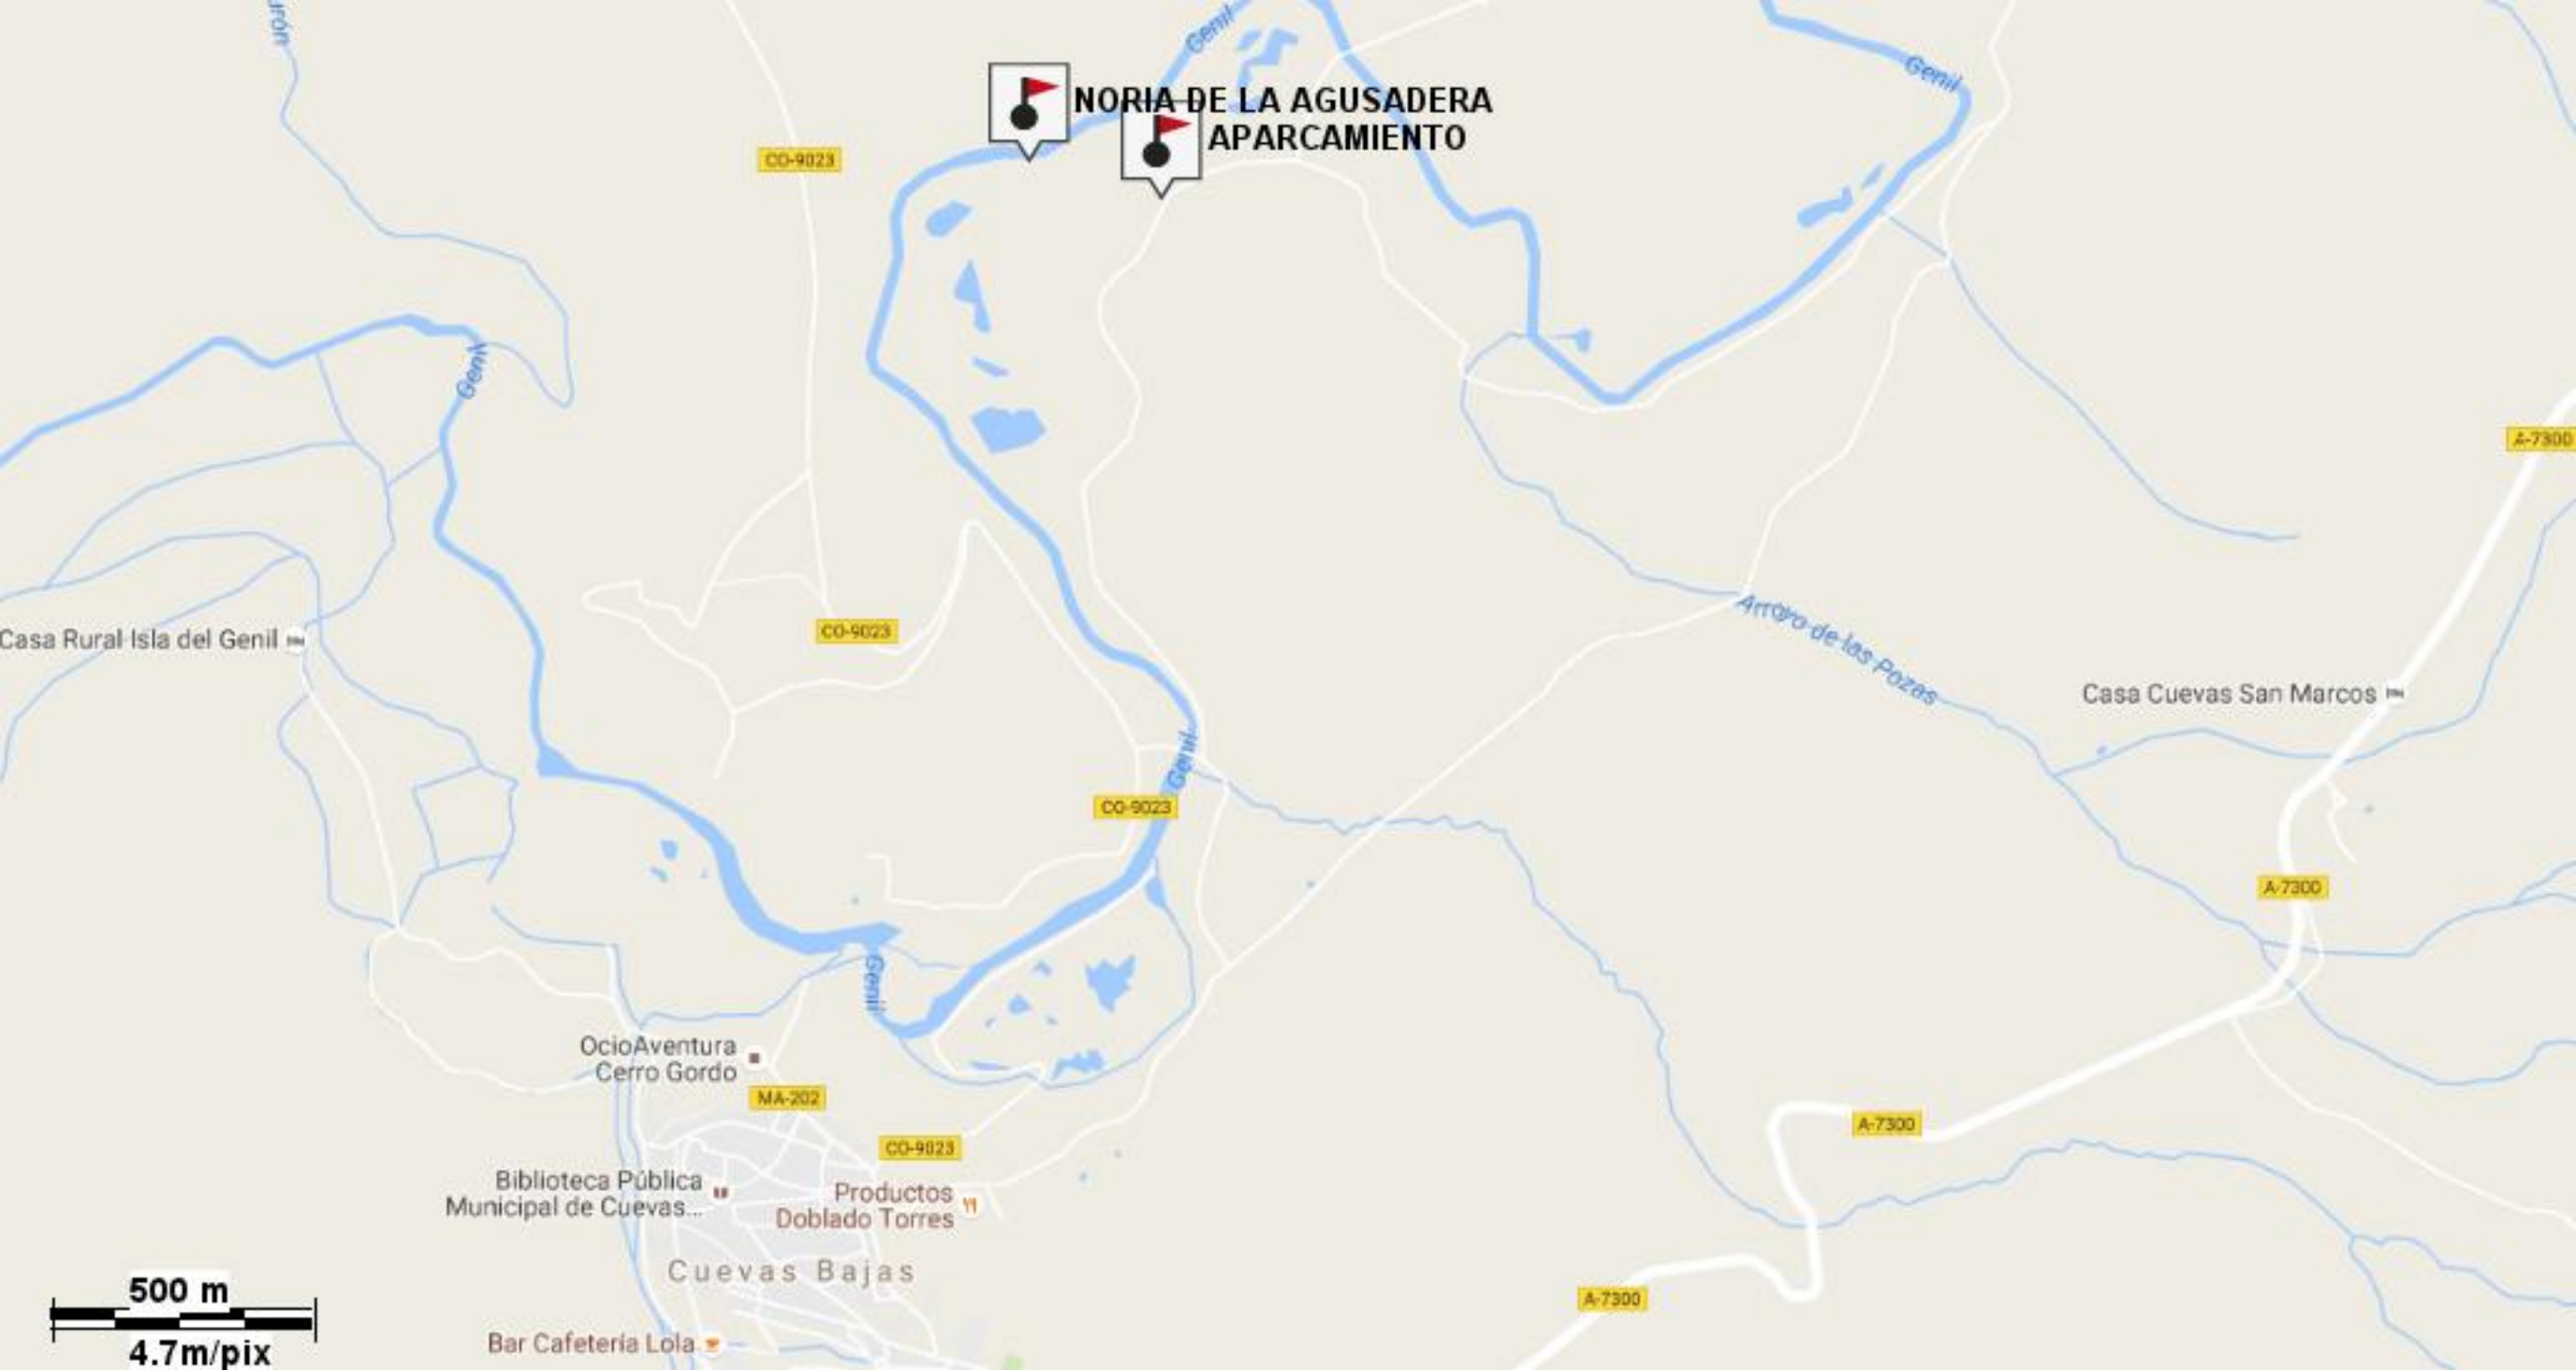 urón
Genil
Genil
NORIA DE LA AGUSADERA
APARCAMIENTO
CO-9023
Genil
A-7300
Arroyo de las Pozas
CO-9023
Casa Rural Isla del Genil
Casa Cuevas San Marcos
Genil
CO-9023
A-7300
Genil
OcioAventura
Cerro Gordo
MA-202
A-7300
CO-9023
Biblioteca Pública
Municipal de Cuevas...
Productos
Doblado Torres
Cuevas Bajas
A-7300
500 m
Bar Cafetería Lola
4.7m/pix